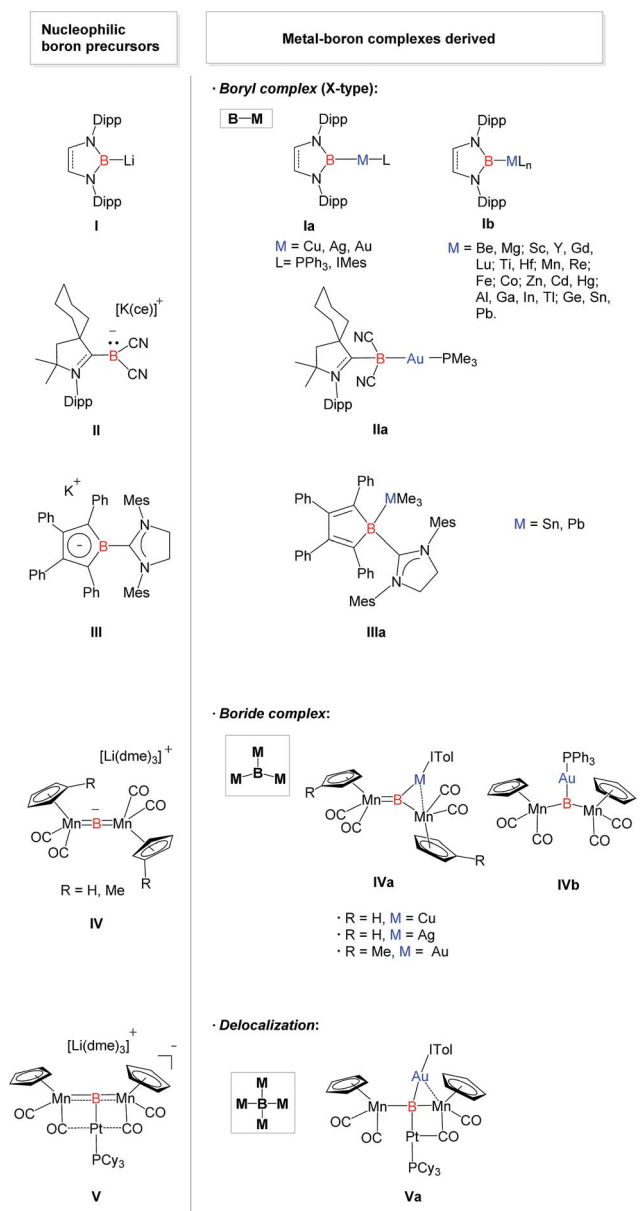 Nucleophilic
boron precursors
Metal-boron complexes derived
· Boryl complex (X-type):
B—M
Dipp
N
B—Li
N
Dipp
I
Dipp
N
B—M—L
N
Dipp
Ia
M = Cu, Ag, Au
L= PPh3, IMes
Dipp
N
B—MLn
N
Dipp
Ib
M = Be, Mg; Sc, Y, Gd,
Lu; Ti, Hf; Mn, Re;
Fe; Co; Zn, Cd, Hg;
Al, Ga, In, Tl; Ge, Sn,
Pb.
[K(ce)]+
−
B
CN
CN
N
Dipp
II
NC
B—Au—PMe3
NC
N
Dipp
IIa
K+
Ph
Ph
Mes
N
− B
N
Ph
Ph
Mes
III
Ph
MMe3
Ph
B
Mes
N
Ph
Ph
N
Mes
IIIa
M = Sn, Pb
· Boride complex:
M
M B M
[Li(dme)3]+
R
−
Mn=B=Mn
CO
CO
OC
OC
R
R = H, Me
IV
ITol
M
R
Mn=B
Mn
CO
CO
OC
OC
R
IVa
· R = H, M = Cu
· R = H, M = Ag
· R = Me, M = Au
PPh3
Au
Mn B Mn
OC
CO
OC
CO
IVb
· Delocalization:
M
M–B–M
M
[Li(dme)3]+
−
Mn=B=Mn
OC
CO
OC Pt CO
PCy3
V
ITol
Au
Mn B Mn
OC
CO
CO
Pt CO
PCy3
Va